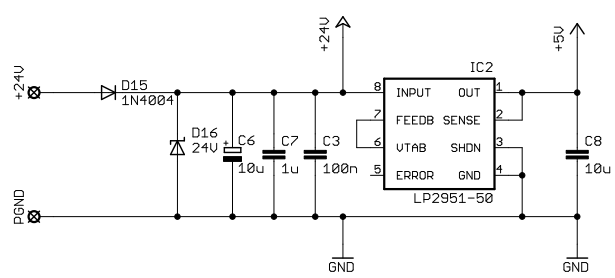 +24V
+5V
IC2
+24V
D15
1N4004
8 INPUT OUT 1
7 FEEDB SENSE 2
6 VTAB SHDN 3
5 ERROR GND 4
LP2951-50
D16
24V
+
C6
10u
C7
1u
C3
100n
C8
10u
PGND
GND
GND